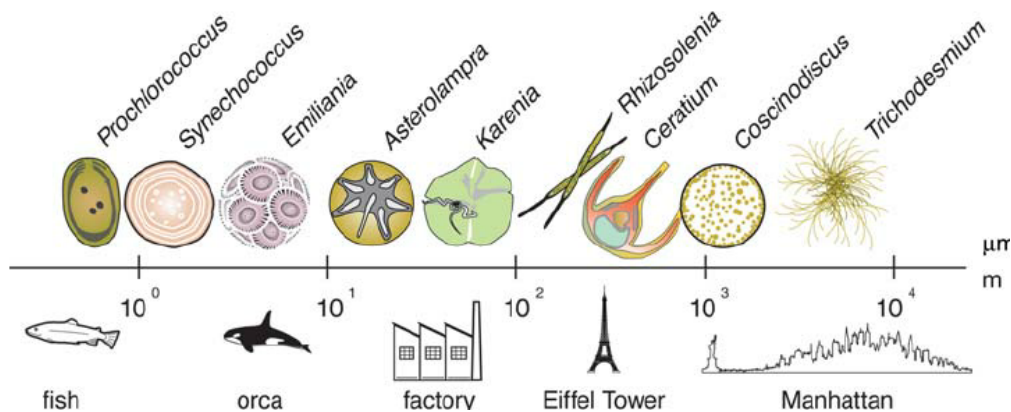 Prochlorococcus
Synechococcus
Emiliania
Asterolampra
Karenia
Rhizosolenia
Ceratium
Coscinodiscus
Trichodesmium
μm
m
10⁰ 10¹ 10² 10³ 10⁴
fish orca factory Eiffel Tower Manhattan